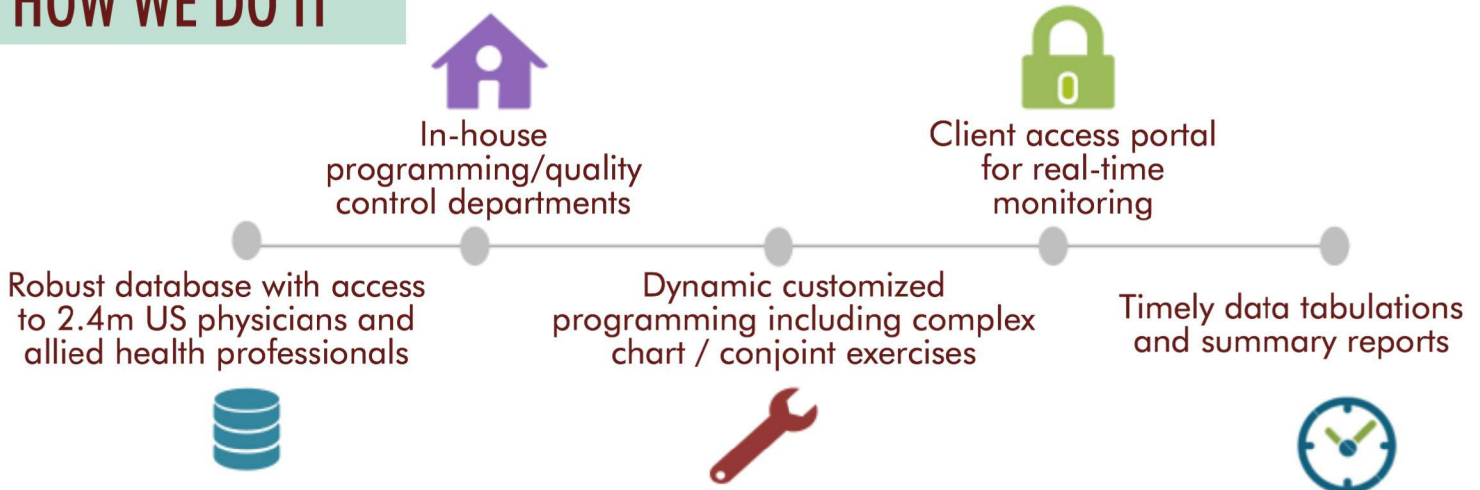 HOW WE DO IT
In-house
programming/quality
control departments
Client access portal
for real-time
monitoring
Robust database with access
to 2.4m US physicians and
allied health professionals
Dynamic customized
programming including complex
chart / conjoint exercises
Timely data tabulations
and summary reports